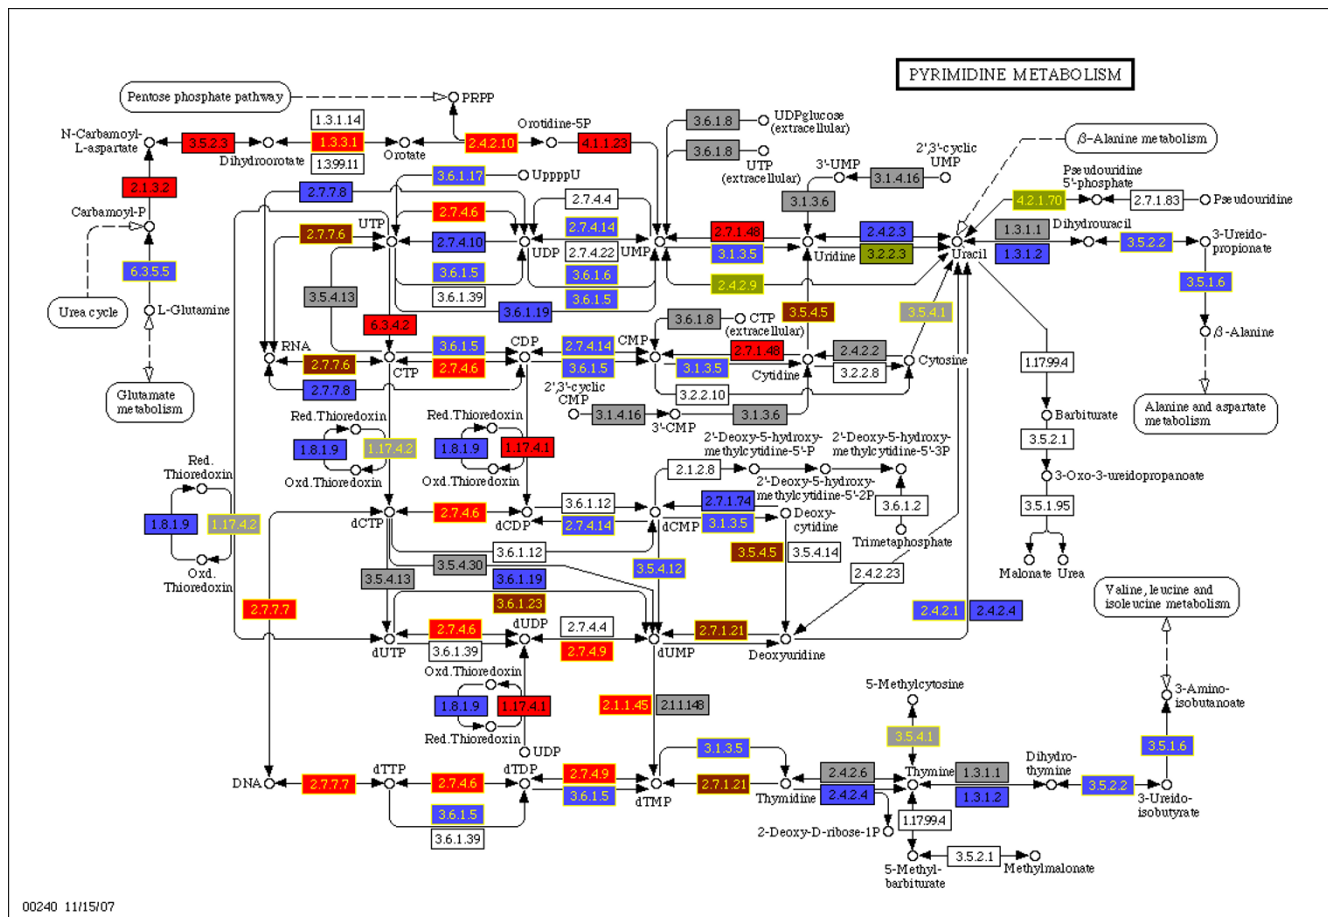 PYRIMIDINE METABOLISM
Pentose phosphate pathway
PRPP
3.6.1.8
UDPglucose
(extracellular)
1.3.1.14
Orotidine-5P
N-Carbamoyl-
L-aspartate
3.5.2.3
1.3.3.1
2.4.2.10
4.1.1.23
Dihydroorotate
Orotate
1.3.99.11
3.6.1.8
UTP
(extracellular)
3'-UMP
2',3'-cyclic
UMP
3.1.4.16
β-Alanine metabolism
2.1.3.2
3.6.1.17
UppppU
2.7.7.8
2.7.4.4
3.1.3.6
Pseudouridine
5'-phosphate
4.2.1.70
2.7.1.83
Pseudouridine
Carbamoyl-P
2.7.4.6
2.7.4.14
UTP
2.7.7.6
2.7.4.10
UDP
2.7.4.22
UMP
2.7.1.48
3.1.3.5
Uridine
2.4.2.3
3.2.2.3
Uracil
1.3.1.1
1.3.1.2
Dihydrouracil
3.5.2.2
3-Ureido-
propionate
6.3.5.5
3.6.1.5
3.6.1.39
3.6.1.6
3.6.1.5
2.4.2.9
3.5.1.6
Urea cycle
L-Glutamine
3.5.4.13
3.6.1.19
6.3.4.2
3.6.1.8
CTP
(extracellular)
3.5.4.5
3.5.4.1
β-Alanine
RNA
2.7.7.6
CTP
3.6.1.5
2.7.4.6
CDP
2.7.4.14
3.6.1.5
CMP
2.7.1.48
3.1.3.5
Cytidine
2.4.2.2
3.2.2.8
Cytosine
1.17.99.4
2.7.7.8
2',3'-cyclic
CMP
3.2.2.10
Glutamate
metabolism
3.1.4.16
3'-CMP
3.1.3.6
Barbiturate
Alanine and aspartate
metabolism
Red.Thioredoxin
1.8.1.9
1.17.4.2
Oxd.Thioredoxin
Red.Thioredoxin
1.8.1.9
1.17.4.1
Oxd.Thioredoxin
2'-Deoxy-5-hydroxy-
methylcytidine-5'-P
2'-Deoxy-5-hydroxy-
methylcytidine-5'-3P
2.1.2.8
2'-Deoxy-5-hydroxy-
methylcytidine-5'-2P
3.5.2.1
3-Oxo-3-ureidopropanoate
Red.
Thioredoxin
1.8.1.9
1.17.4.2
Oxd.
Thioredoxin
dCTP
2.7.4.6
dCDP
3.6.1.12
2.7.4.14
dCMP
2.7.1.74
3.1.3.5
Deoxy-
cytidine
3.6.1.2
Trimetaphosphate
3.5.1.95
3.6.1.12
3.5.4.5
3.5.4.14
3.5.4.13
3.5.4.30
3.6.1.19
3.6.1.23
3.5.4.12
2.4.2.23
Malonate
Urea
2.7.7.7
2.4.2.1
2.4.2.4
Valine, leucine and
isoleucine metabolism
dUTP
2.7.4.6
3.6.1.39
dUDP
2.7.4.4
2.7.4.9
dUMP
2.7.1.21
Deoxyuridine
Oxd.Thioredoxin
1.8.1.9
1.17.4.1
Red.Thioredoxin
UDP
2.1.1.45
2.1.1.148
5-Methylcytosine
3.5.4.1
3-Amino-
isobutanoate
3.5.1.6
DNA
2.7.7.7
dTTP
2.7.4.6
3.6.1.5
3.6.1.39
dTDP
2.7.4.9
3.6.1.5
dTMP
3.1.3.5
2.7.1.21
Thymidine
2.4.2.6
2.4.2.4
Thymine
1.3.1.1
1.3.1.2
Dihydro-
thymine
3.5.2.2
3-Ureido-
isobutyrate
2-Deoxy-D-ribose-1P
1.17.99.4
5-Methyl-
barbiturate
3.5.2.1
Methylmalonate
00240 11/15/07